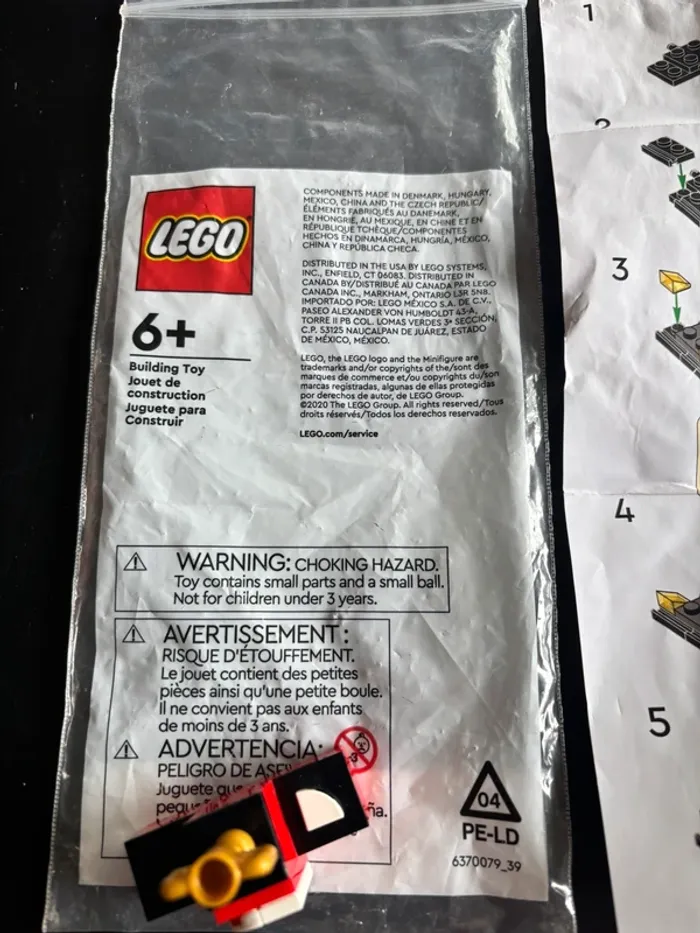 LEGO
6+
Building Toy
Jouet de
construction
Juguete para
Construir
COMPONENTS MADE IN DENMARK, HUNGARY,
MEXICO, CHINA AND THE CZECH REPUBLIC/
ÉLÉMENTS FABRIQUÉS AU DANEMARK,
EN HONGRIE, AU MEXIQUE, EN CHINE ET EN
RÉPUBLIQUE TCHÈQUE/COMPONENTES
HECHOS EN DINAMARCA, HUNGRÍA, MÉXICO,
CHINA Y REPÚBLICA CHECA.
DISTRIBUTED IN THE USA BY LEGO SYSTEMS,
INC., ENFIELD, CT 06083. DISTRIBUTED IN
CANADA BY/DISTRIBUÉ AU CANADA PAR LEGO
CANADA INC., MARKHAM, ONTARIO L3R 5N8.
IMPORTADO POR: LEGO MÉXICO S.A. DE C.V.,
PASEO ALEXANDER VON HUMBOLDT 43-A,
TORRE II PB COL. LOMAS VERDES 3ª SECCIÓN,
C.P. 53125 NAUCALPAN DE JUÁREZ, ESTADO
DE MÉXICO, MÉXICO.
LEGO, the LEGO logo and the Minifigure are
trademarks and/or copyrights of the/sont des
marques de commerce et/ou copyrights du/son
marcas registradas, algunas de ellas protegidas
por derechos de autor, de LEGO Group.
©2020 The LEGO Group. All rights reserved/Tous
droits réservés/Todos los derechos reservados.
LEGO.com/service
WARNING: CHOKING HAZARD.
Toy contains small parts and a small ball.
Not for children under 3 years.
AVERTISSEMENT :
RISQUE D'ÉTOUFFEMENT.
Le jouet contient des petites
pièces ainsi qu'une petite boule.
Il ne convient pas aux enfants
de moins de 3 ans.
ADVERTENCIA:
PELIGRO DE
Juguete
04
PE-LD
6370079_39
1
2
3
4
5